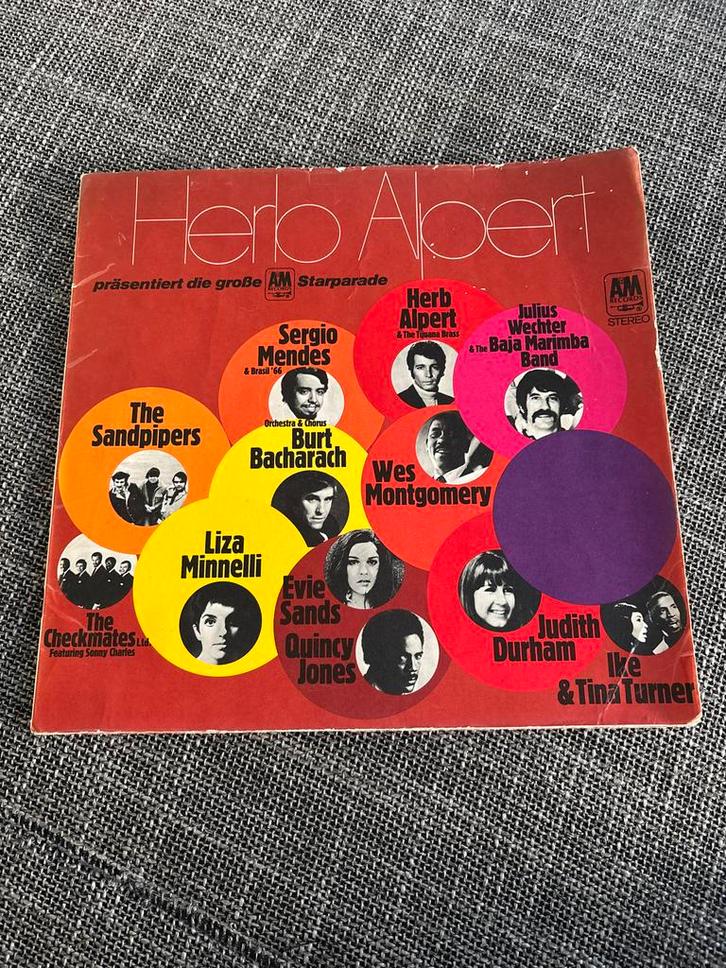 Herb Alpert
präsentiert die große A&M RECORDS Starparade
A&M
RECORDS
STEREO
Herb
Alpert
& The Tijuana Brass
Julius
Wechter
& The Baja Marimba
Band
Sergio
Mendes
& Brasil '66
The
Sandpipers
Orchestra & Chorus
Burt
Bacharach
Wes
Montgomery
Liza
Minnelli
Evie
Sands
Quincy
Jones
Judith
Durham
The
Checkmates Ltd.
Featuring Sonny Charles
Ike
& Tina Turner